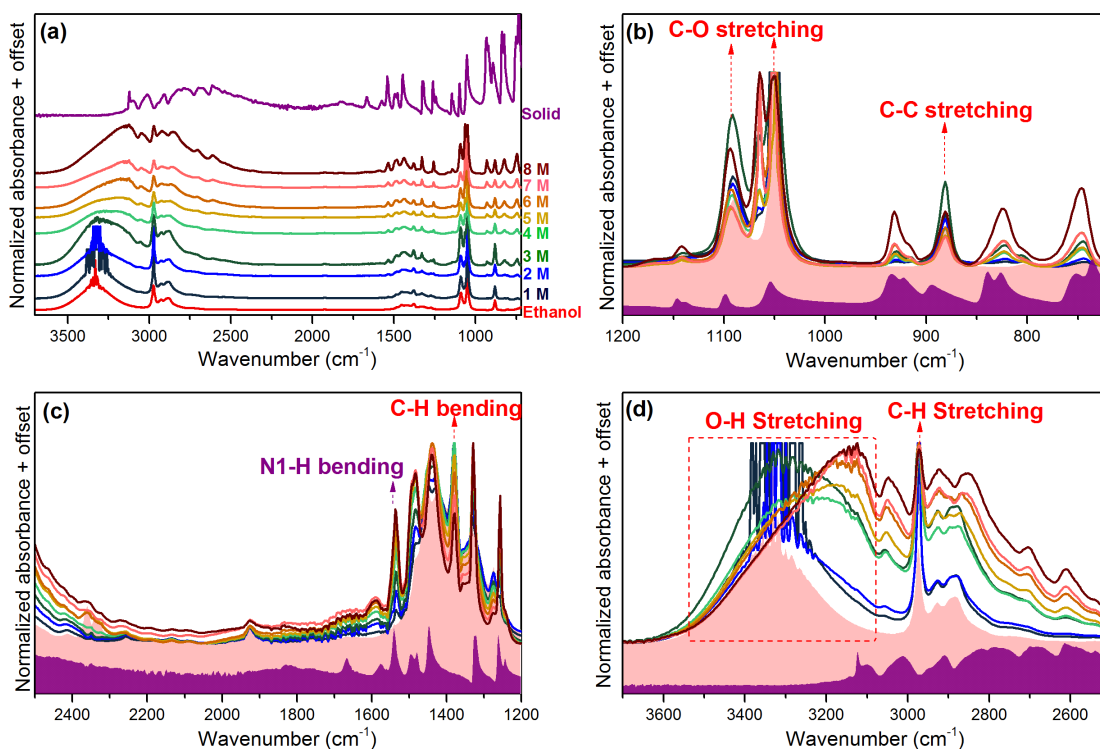 (a)
Normalized absorbance + offset
Solid
8 M
7 M
6 M
5 M
4 M
3 M
2 M
1 M
Ethanol
3500 3000 2500 2000 1500 1000
Wavenumber (cm⁻¹)
(b)
Normalized absorbance + offset
C-O stretching
C-C stretching
1200 1000 800
Wavenumber (cm⁻¹)
(c)
Normalized absorbance + offset
C-H bending
N1-H bending
2400 2200 2000 1800 1600 1400 1200
Wavenumber (cm⁻¹)
(d)
Normalized absorbance + offset
O-H Stretching
C-H Stretching
3600 3400 3200 3000 2800 2600
Wavenumber (cm⁻¹)